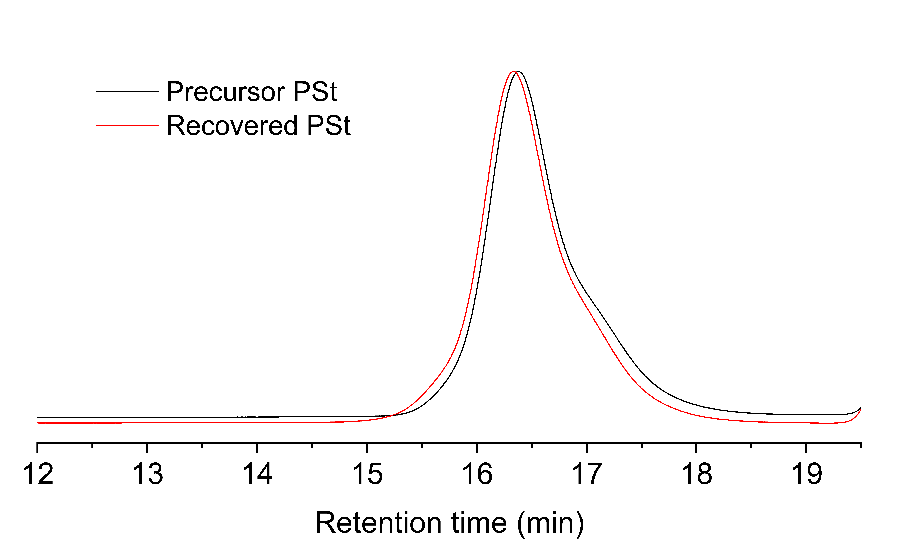 Precursor PSt
Recovered PSt
12 13 14 15 16 17 18 19
Retention time (min)